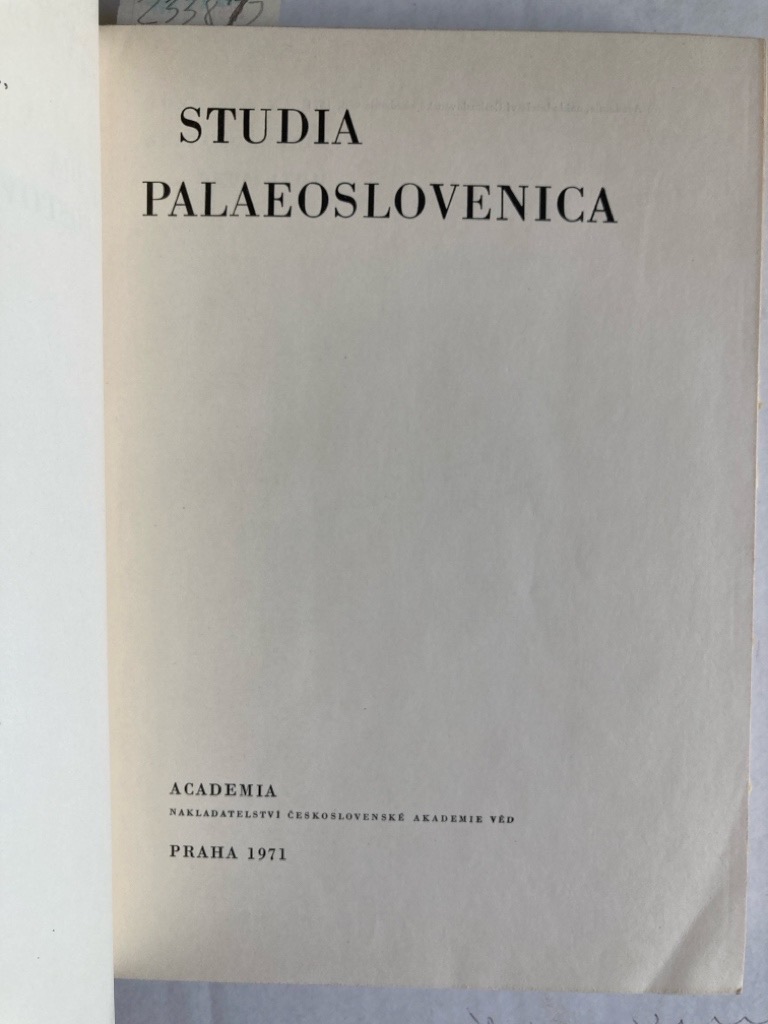 STUDIA
PALAEOSLOVENICA
ACADEMIA
NAKLADATELSTVÍ ČESKOSLOVENSKÉ AKADEMIE VĚD
PRAHA 1971